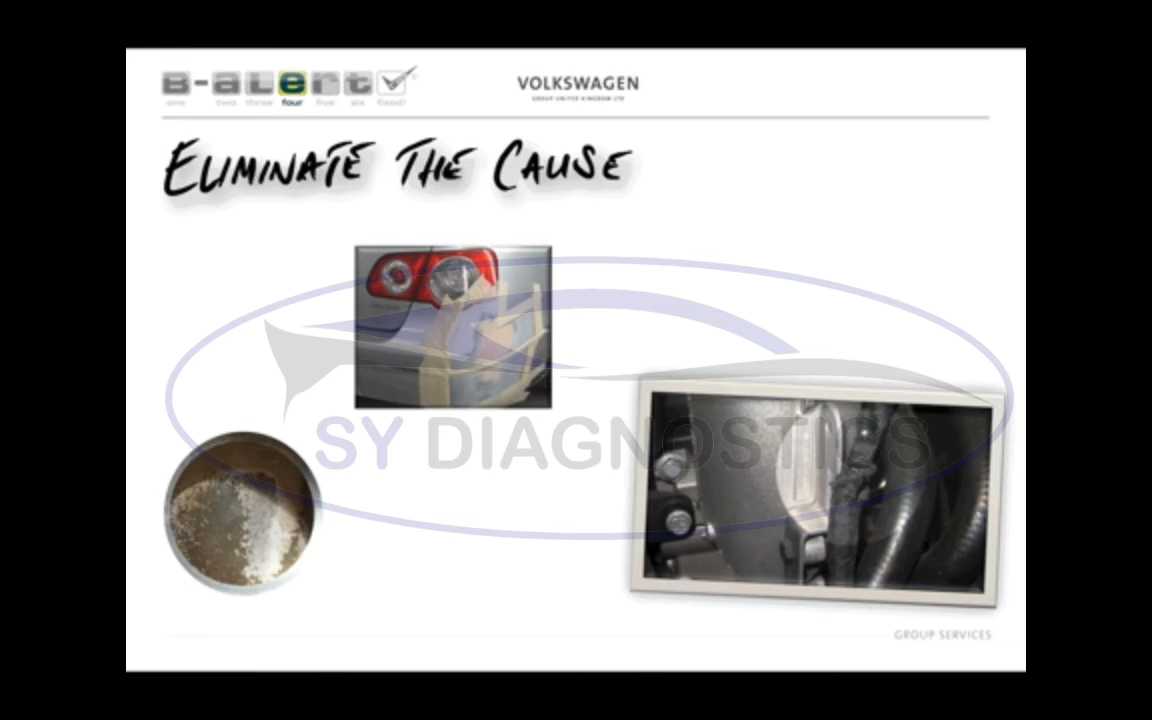 B-aLert
VOLKSWAGEN
GROUP UNITED KINGDOM LTD
one two three four five six fixed!
ELIMINATE THE CAUSE
SY DIAGNOSTICS
GROUP SERVICES